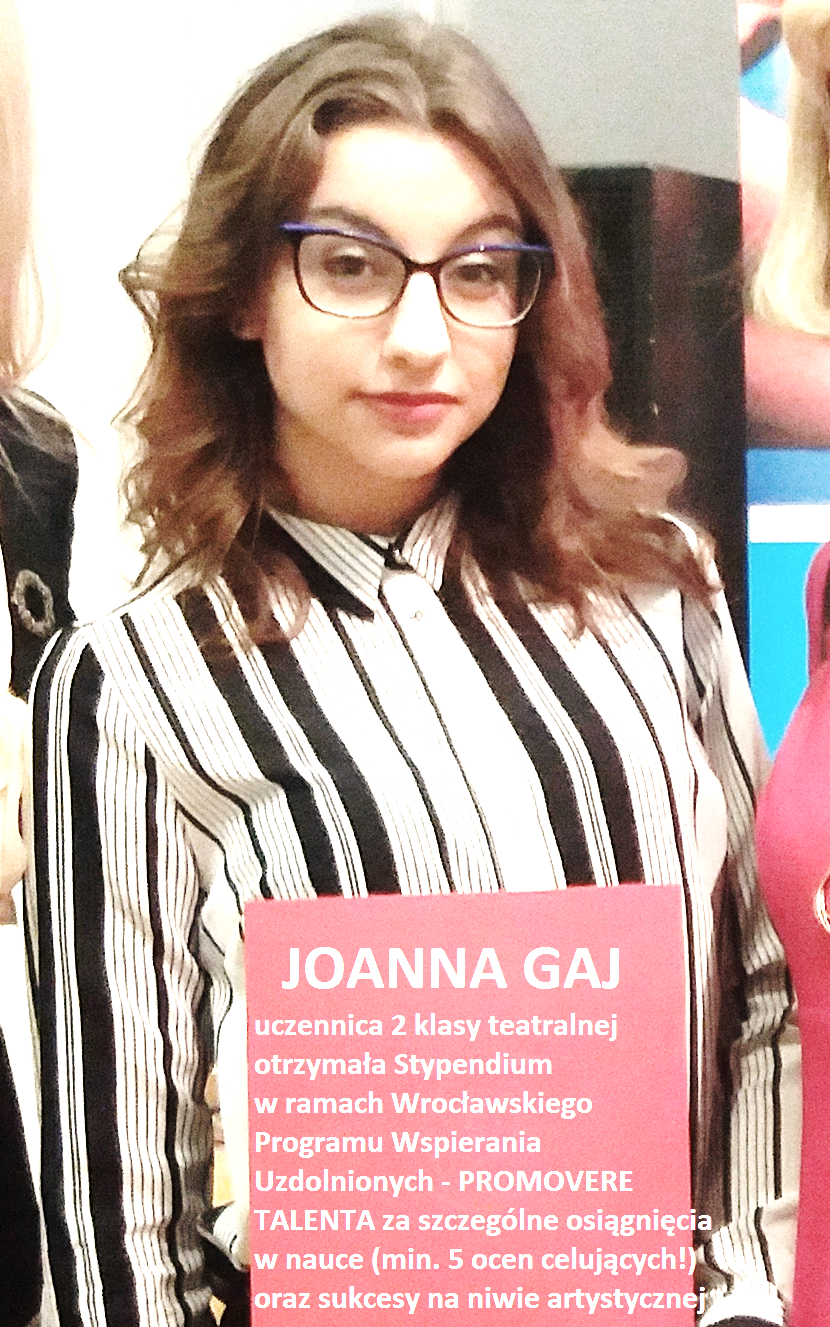 JOANNA GAJ
uczennica 2 klasy teatralnej
otrzymała Stypendium
w ramach Wrocławskiego
Programu Wspierania
Uzdolnionych - PROMOVERE
TALENTA za szczególne osiągnięcia
w nauce (min. 5 ocen celujących!)
oraz sukcesy na niwie artystycznej